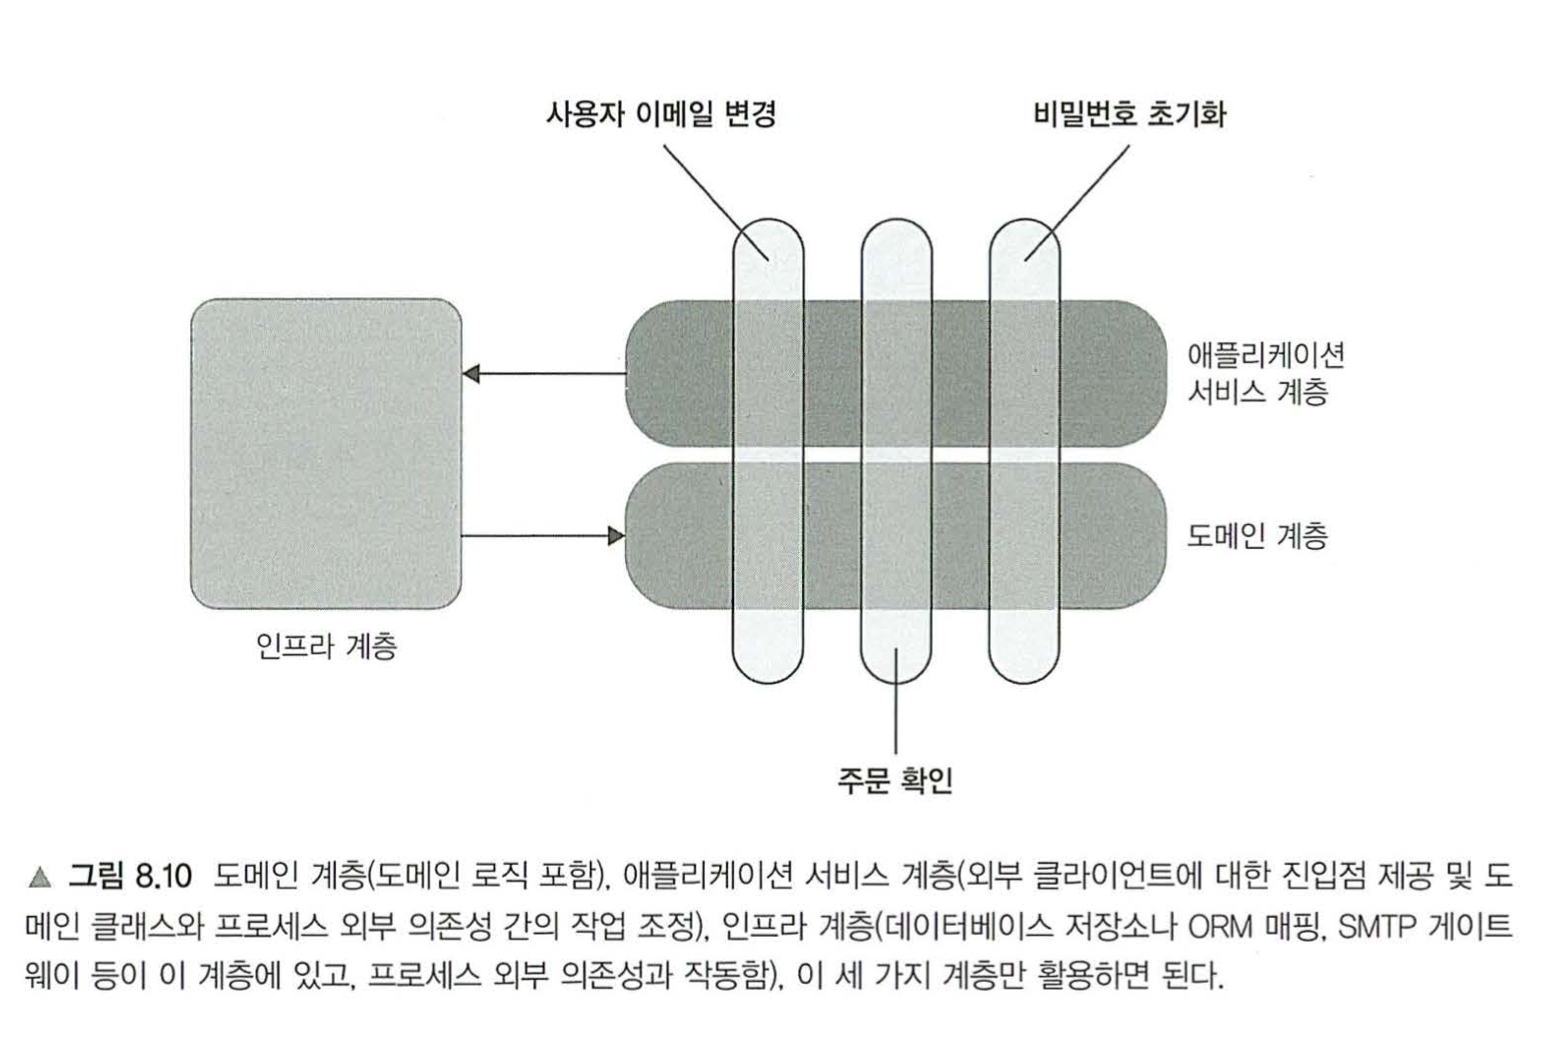 사용자 이메일 변경
비밀번호 초기화
애플리케이션
서비스 계층
도메인 계층
인프라 계층
주문 확인
▲ 그림 8.10 도메인 계층(도메인 로직 포함), 애플리케이션 서비스 계층(외부 클라이언트에 대한 진입점 제공 및 도
메인 클래스와 프로세스 외부 의존성 간의 작업 조정), 인프라 계층(데이터베이스 저장소나 ORM 매핑, SMTP 게이트
웨이 등이 이 계층에 있고, 프로세스 외부 의존성과 작동함), 이 세 가지 계층만 활용하면 된다.